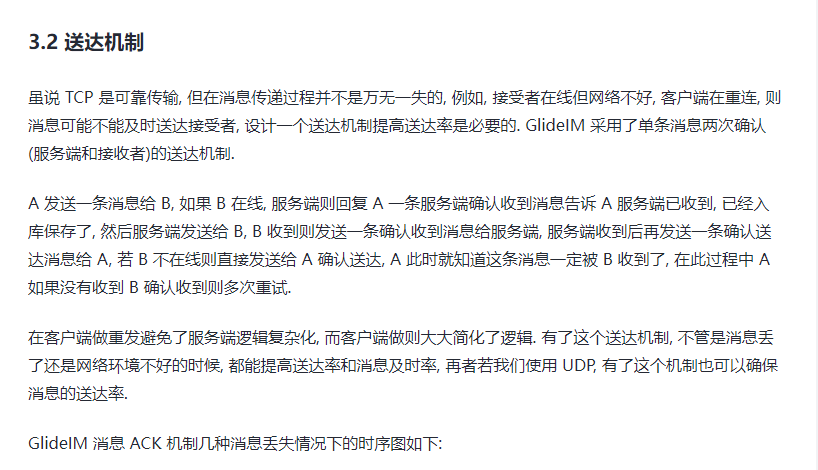 3.2 送达机制
虽说 TCP 是可靠传输, 但在消息传递过程并不是万无一失的, 例如, 接受者在线但网络不好, 客户端在重连, 则
消息可能不能及时送达接受者, 设计一个送达机制提高送达率是必要的. GlideIM 采用了单条消息两次确认
(服务端和接收者)的送达机制.
A 发送一条消息给 B, 如果 B 在线, 服务端则回复 A 一条服务端确认收到消息告诉 A 服务端已收到, 已经入
库保存了, 然后服务端发送给 B, B 收到则发送一条确认收到消息给服务端, 服务端收到后再发送一条确认送
达消息给 A, 若 B 不在线则直接发送给 A 确认送达, A 此时就知道这条消息一定被 B 收到了, 在此过程中 A
如果没有收到 B 确认收到则多次重试.
在客户端做重发避免了服务端逻辑复杂化, 而客户端做则大大简化了逻辑. 有了这个送达机制, 不管是消息丢
了还是网络环境不好的时候, 都能提高送达率和消息及时率, 再者若我们使用 UDP, 有了这个机制也可以确保
消息的送达率.
GlideIM 消息 ACK 机制几种消息丢失情况下的时序图如下: